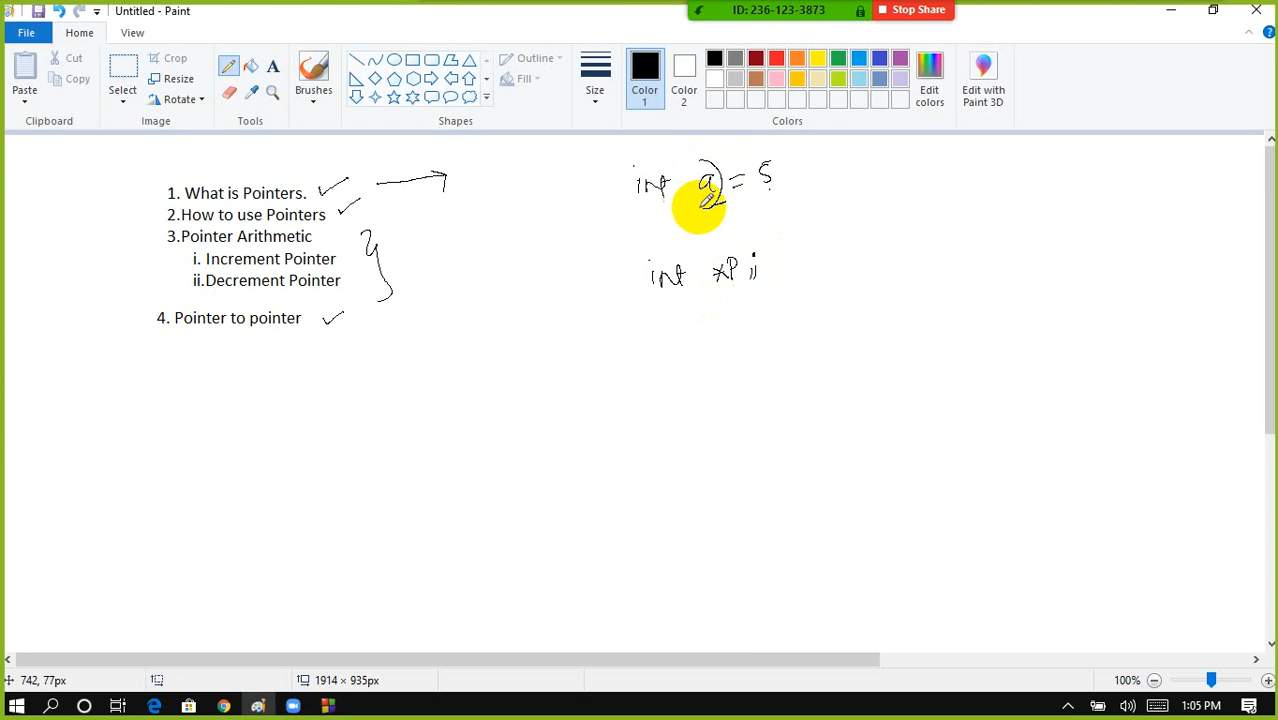 Untitled - Paint
ID: 236-123-3873
Stop Share
File Home View
Cut
Copy
Paste
Clipboard
Crop
Resize
Rotate
Select
Image
Tools
Brushes
Outline
Fill
Shapes
Size
Color 1
Color 2
Edit colors
Colors
Edit with Paint 3D
1. What is Pointers.
2.How to use Pointers
3.Pointer Arithmetic
i. Increment Pointer
ii.Decrement Pointer
4. Pointer to pointer
int a = 5
int *P
742, 77px
1914 × 935px
100%
1:05 PM